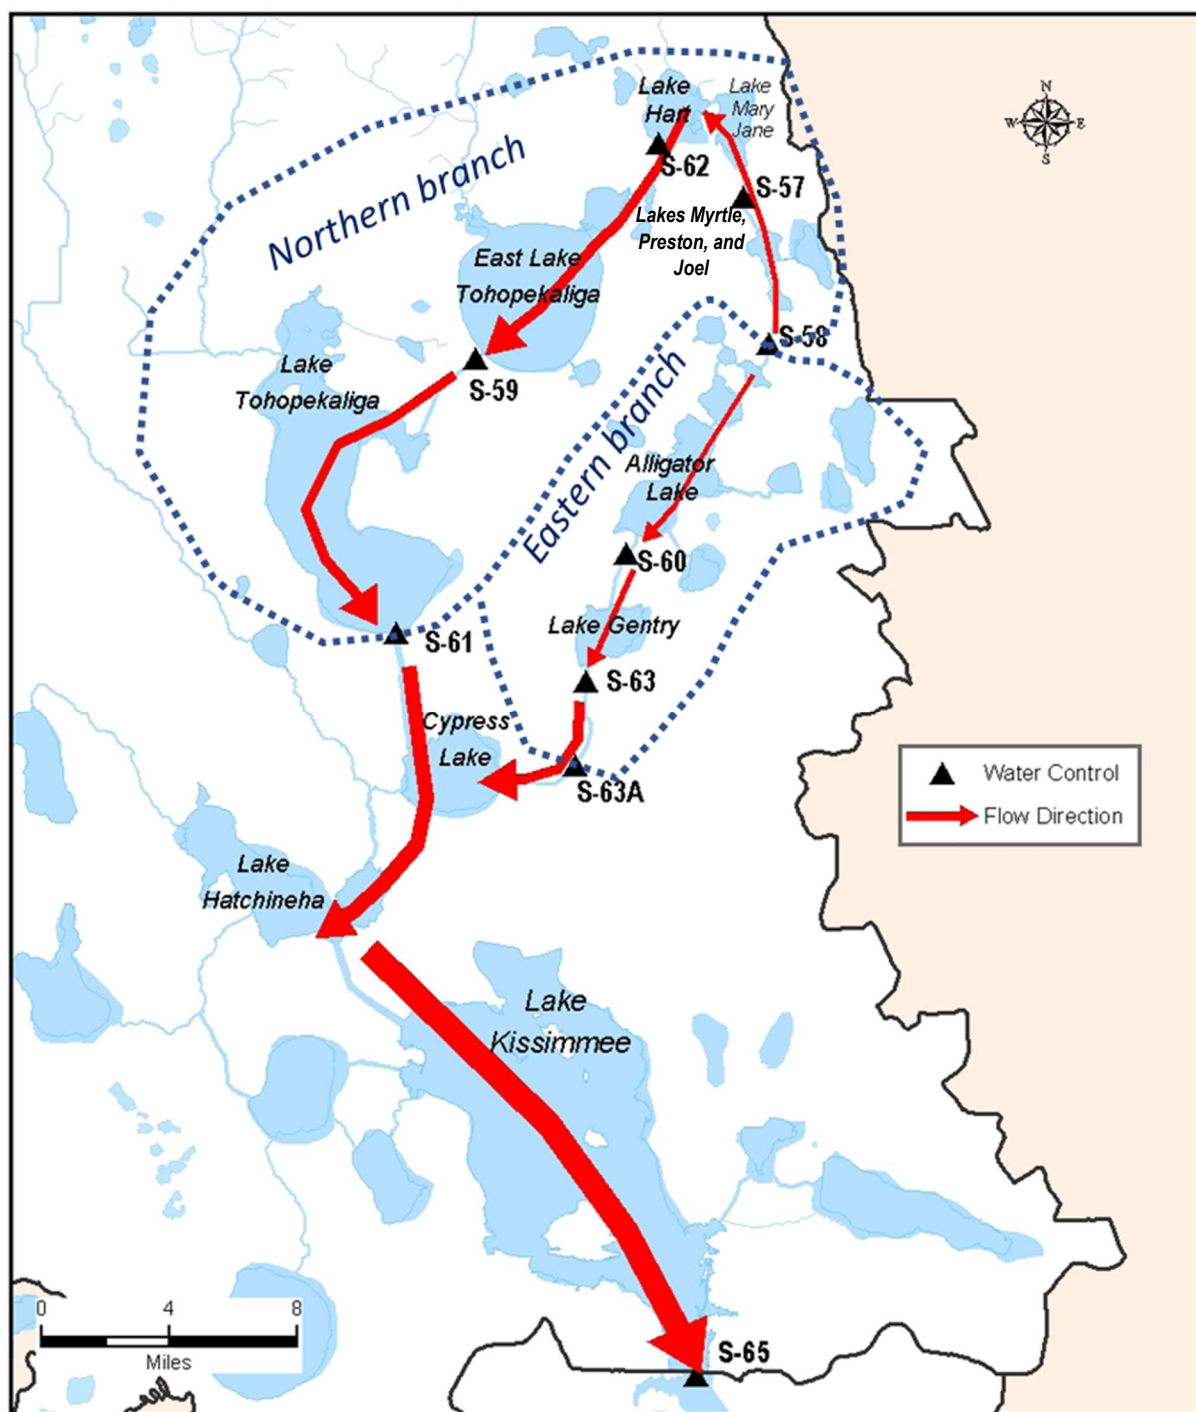 Lake
Hart
Lake
Mary
Jane
N
W
E
S
S-62
S-57
Northern branch
Lakes Myrtle,
Preston, and
Joel
East Lake
Tohopekaliga
S-58
Lake
Tohopekaliga
S-59
Eastern branch
Alligator
Lake
S-60
Lake Gentry
S-61
S-63
Cypress
Lake
S-63A
Water Control
Flow Direction
Lake
Hatchineha
Lake
Kissimmee
0 4 8
Miles
S-65